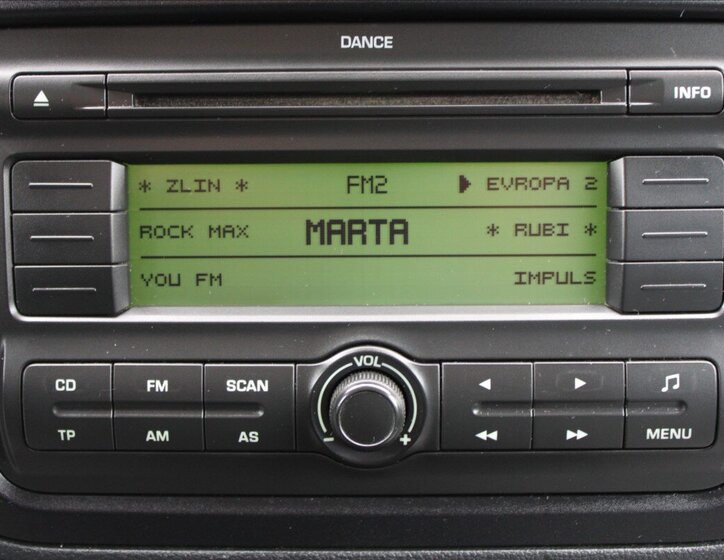 DANCE
INFO
* ZLIN * FM2 EVROPA 2
ROCK MAX MARTA * RUBI *
YOU FM IMPULS
VOL
CD FM SCAN
- +
TP AM AS MENU